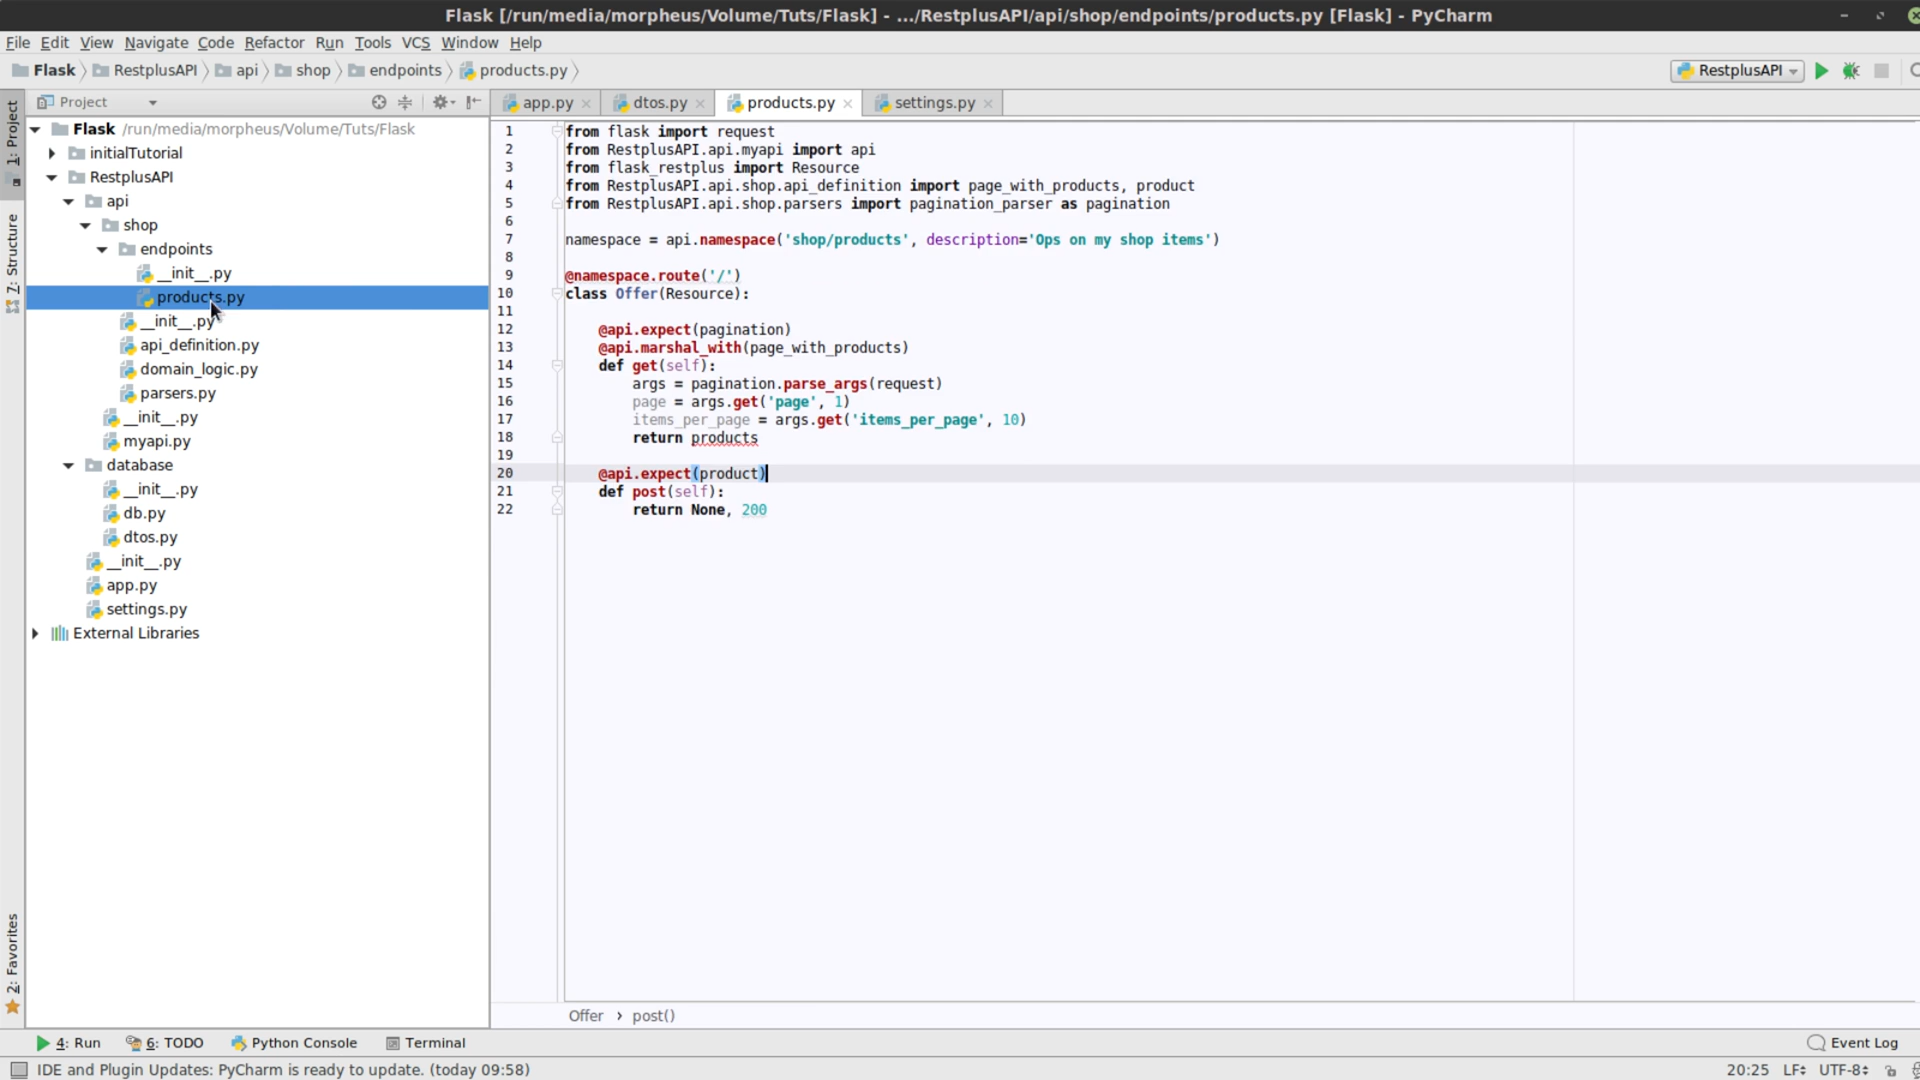 Flask [/run/media/morpheus/Volume/Tuts/Flask] - .../RestplusAPI/api/shop/endpoints/products.py [Flask] - PyCharm
File Edit View Navigate Code Refactor Run Tools VCS Window Help
Flask RestplusAPI api shop endpoints products.py RestplusAPI
Project
app.py dtos.py products.py settings.py
1: Project
7: Structure
2: Favorites
Flask /run/media/morpheus/Volume/Tuts/Flask
initialTutorial
RestplusAPI
api
shop
endpoints
__init__.py
products.py
__init__.py
api_definition.py
domain_logic.py
parsers.py
__init__.py
myapi.py
database
__init__.py
db.py
dtos.py
__init__.py
app.py
settings.py
External Libraries
1 from flask import request
2 from RestplusAPI.api.myapi import api
3 from flask_restplus import Resource
4 from RestplusAPI.api.shop.api_definition import page_with_products, product
5 from RestplusAPI.api.shop.parsers import pagination_parser as pagination
6
7 namespace = api.namespace('shop/products', description='Ops on my shop items')
8
9 @namespace.route('/')
10 class Offer(Resource):
11
12     @api.expect(pagination)
13     @api.marshal_with(page_with_products)
14     def get(self):
15         args = pagination.parse_args(request)
16         page = args.get('page', 1)
17         items_per_page = args.get('items_per_page', 10)
18         return products
19
20     @api.expect(product)
21     def post(self):
22         return None, 200
Offer › post()
4: Run 6: TODO Python Console Terminal Event Log
IDE and Plugin Updates: PyCharm is ready to update. (today 09:58) 20:25 LF UTF-8